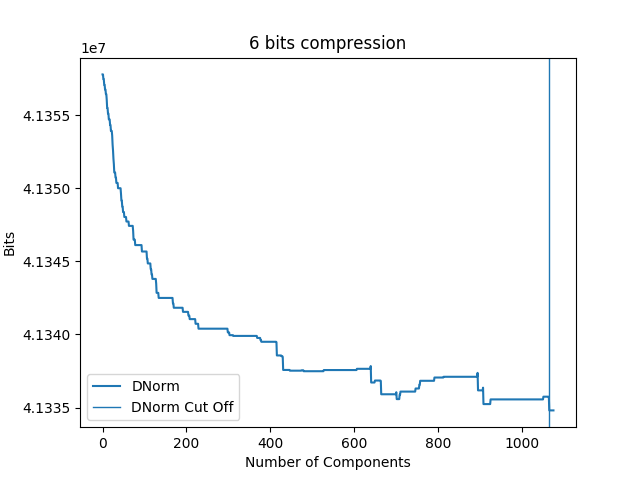 6 bits compression
1e7
4.1355
4.1350
4.1345
4.1340
4.1335
Bits
DNorm
DNorm Cut Off
0
200
400
600
800
1000
Number of Components